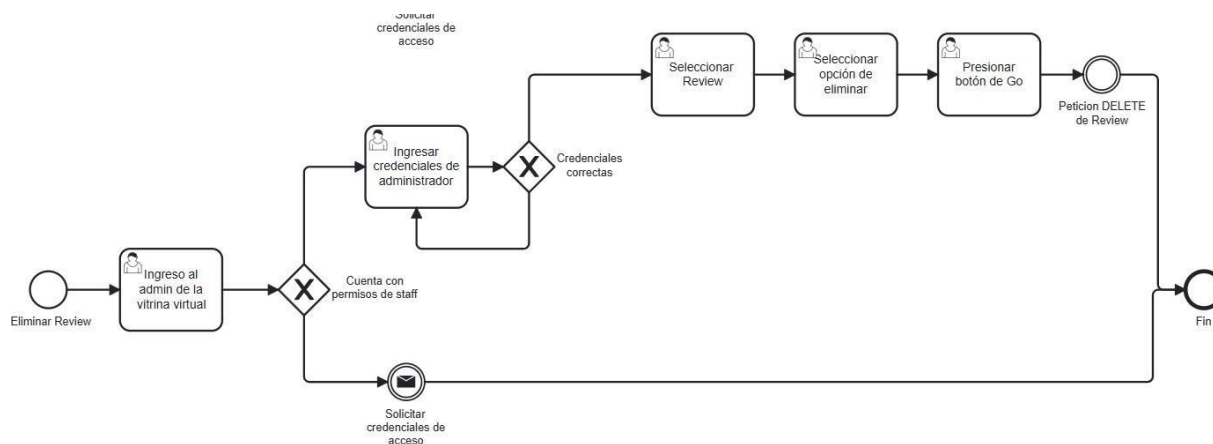 Solicitar
credenciales de
acceso
Seleccionar
Review
Seleccionar
opción de
eliminar
Presionar
botón de Go
Peticion DELETE
de Review
Ingresar
credenciales de
administrador
Credenciales
correctas
Ingreso al
admin de la
vitrina virtual
Cuenta con
permisos de staff
Eliminar Review
Fin
Solicitar
credenciales de
acceso